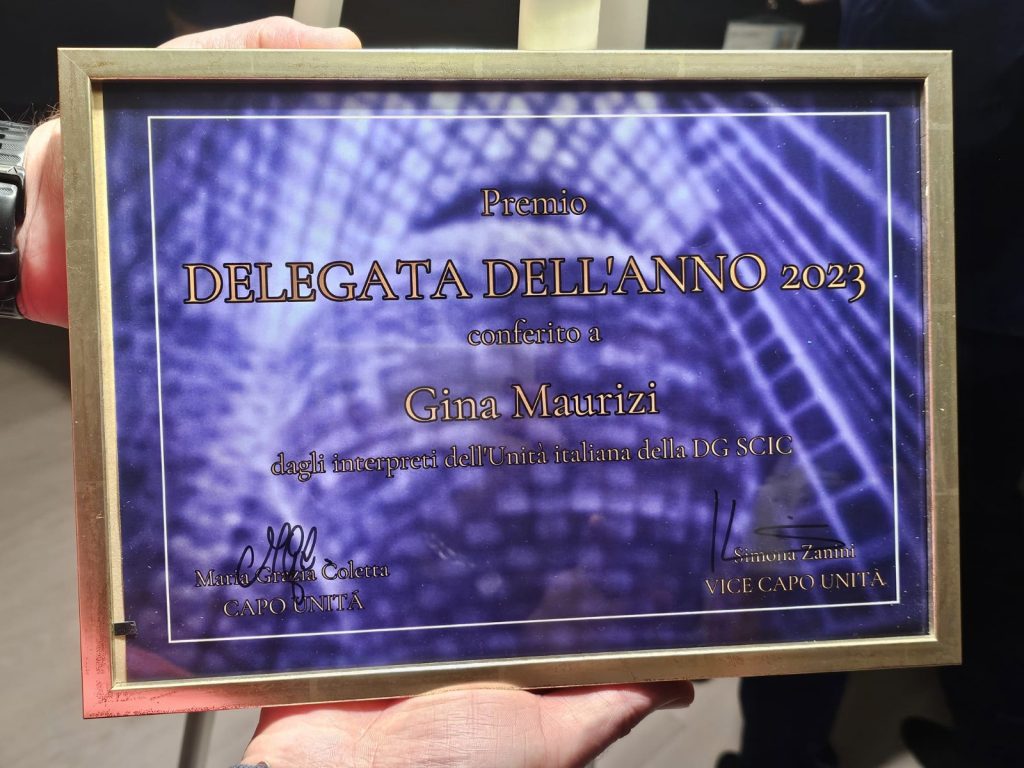 Premio
DELEGATA DELL'ANNO 2023
conferito a
Gina Maurizi
dagli interpreti dell'Unità italiana della DG SCIC
Maria Grazia Coletta
CAPO UNITÁ
Simona Zanini
VICE CAPO UNITÀ